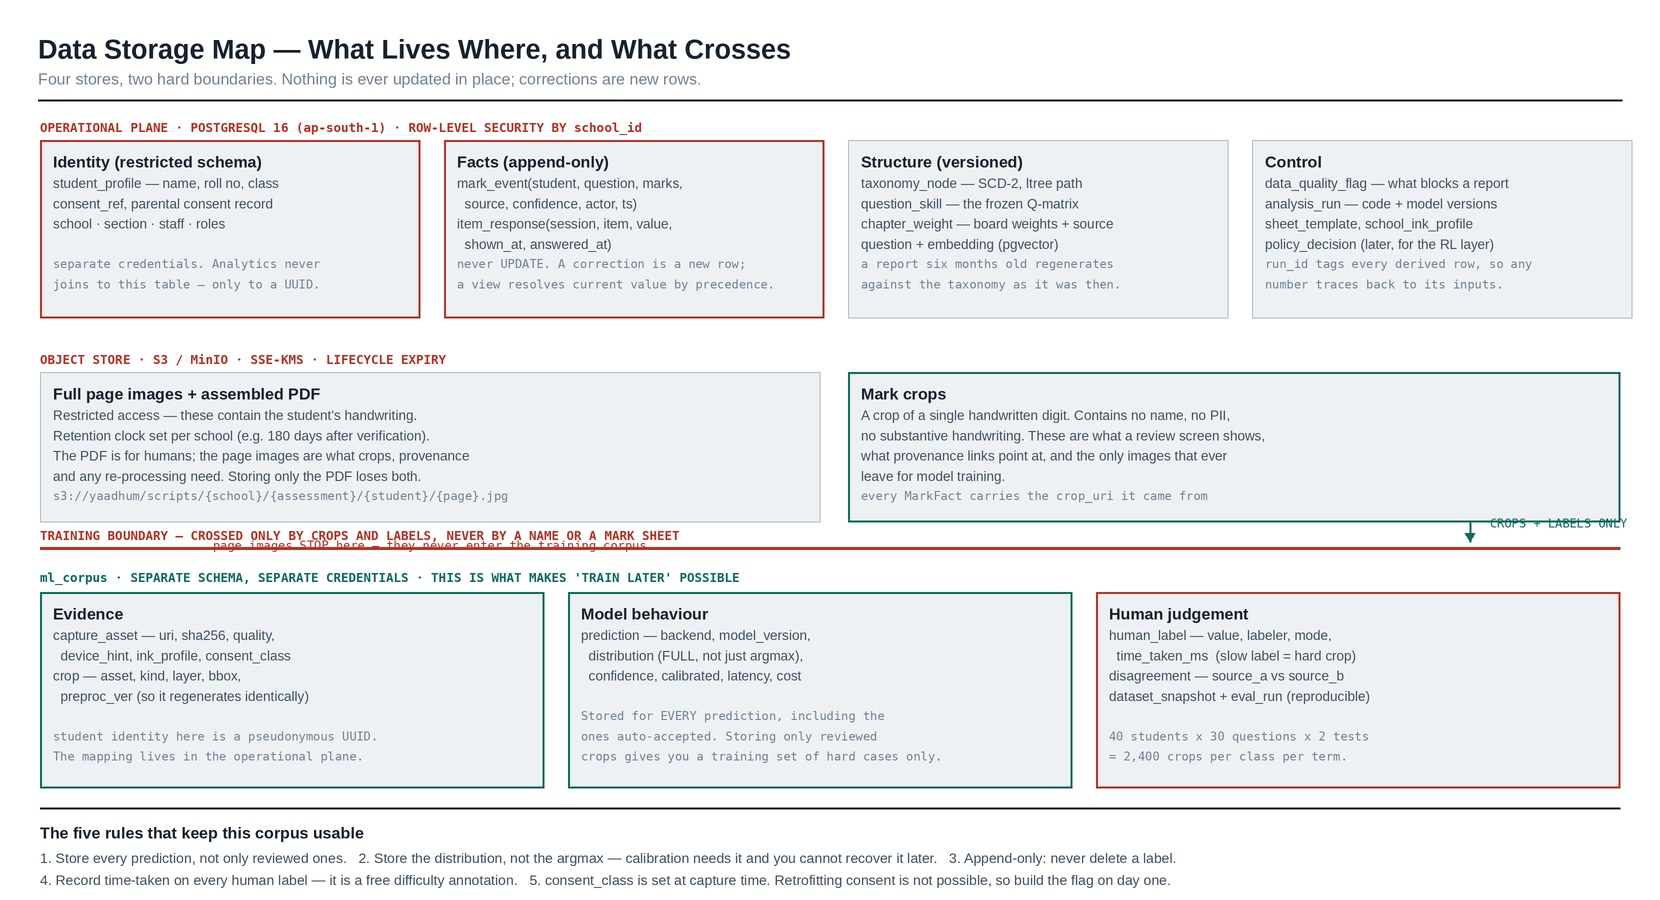 Data Storage Map — What Lives Where, and What Crosses
Four stores, two hard boundaries. Nothing is ever updated in place; corrections are new rows.
OPERATIONAL PLANE · POSTGRESQL 16 (ap-south-1) · ROW-LEVEL SECURITY BY school_id
Identity (restricted schema)
student_profile — name, roll no, class
consent_ref, parental consent record
school · section · staff · roles
separate credentials. Analytics never
joins to this table — only to a UUID.
Facts (append-only)
mark_event(student, question, marks,
source, confidence, actor, ts)
item_response(session, item, value,
shown_at, answered_at)
never UPDATE. A correction is a new row;
a view resolves current value by precedence.
Structure (versioned)
taxonomy_node — SCD-2, ltree path
question_skill — the frozen Q-matrix
chapter_weight — board weights + source
question + embedding (pgvector)
a report six months old regenerates
against the taxonomy as it was then.
Control
data_quality_flag — what blocks a report
analysis_run — code + model versions
sheet_template, school_ink_profile
policy_decision (later, for the RL layer)
run_id tags every derived row, so any
number traces back to its inputs.
OBJECT STORE · S3 / MinIO · SSE-KMS · LIFECYCLE EXPIRY
Full page images + assembled PDF
Restricted access — these contain the student's handwriting.
Retention clock set per school (e.g. 180 days after verification).
The PDF is for humans; the page images are what crops, provenance
and any re-processing need. Storing only the PDF loses both.
s3://yaadhum/scripts/{school}/{assessment}/{student}/{page}.jpg
Mark crops
A crop of a single handwritten digit. Contains no name, no PII,
no substantive handwriting. These are what a review screen shows,
what provenance links point at, and the only images that ever
leave for model training.
every MarkFact carries the crop_uri it came from
CROPS + LABELS ONLY
TRAINING BOUNDARY — CROSSED ONLY BY CROPS AND LABELS, NEVER BY A NAME OR A MARK SHEET
page images STOP here — they never enter the training corpus
ml_corpus · SEPARATE SCHEMA, SEPARATE CREDENTIALS · THIS IS WHAT MAKES 'TRAIN LATER' POSSIBLE
Evidence
capture_asset — uri, sha256, quality,
device_hint, ink_profile, consent_class
crop — asset, kind, layer, bbox,
preproc_ver (so it regenerates identically)
student identity here is a pseudonymous UUID.
The mapping lives in the operational plane.
Model behaviour
prediction — backend, model_version,
distribution (FULL, not just argmax),
confidence, calibrated, latency, cost
Stored for EVERY prediction, including the
ones auto-accepted. Storing only reviewed
crops gives you a training set of hard cases only.
Human judgement
human_label — value, labeler, mode,
time_taken_ms (slow label = hard crop)
disagreement — source_a vs source_b
dataset_snapshot + eval_run (reproducible)
40 students x 30 questions x 2 tests
= 2,400 crops per class per term.
The five rules that keep this corpus usable
1. Store every prediction, not only reviewed ones. 2. Store the distribution, not the argmax — calibration needs it and you cannot recover it later. 3. Append-only: never delete a label.
4. Record time-taken on every human label — it is a free difficulty annotation. 5. consent_class is set at capture time. Retrofitting consent is not possible, so build the flag on day one.